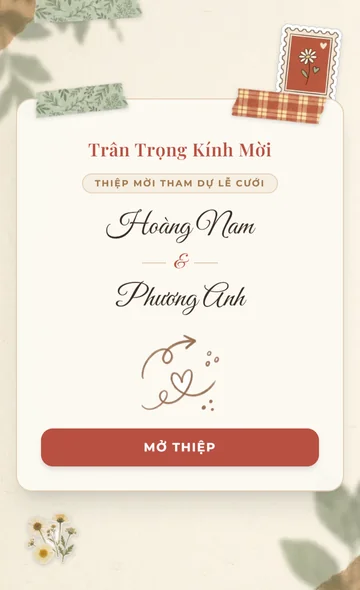 Trân Trọng Kính Mời
THIỆP MỜI THAM DỰ LỄ CƯỚI
Hoàng Nam
&
Phương Anh
MỞ THIỆP